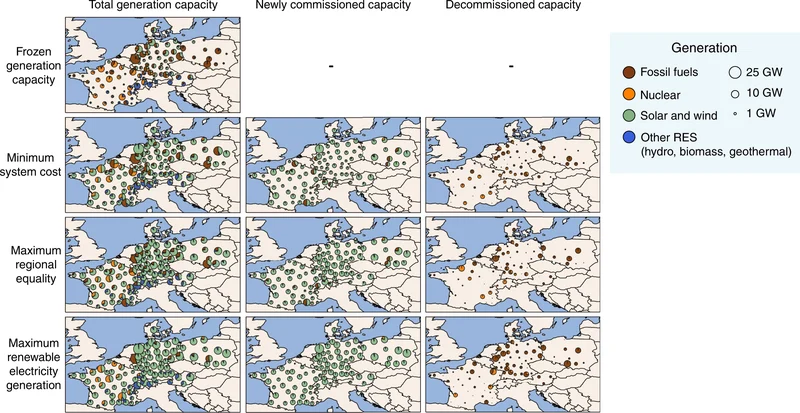 Total generation capacity
Newly commissioned capacity
Decommissioned capacity
Frozen
generation
capacity
-
-
Minimum
system cost
Maximum
regional
equality
Maximum
renewable
electricity
generation
Generation
Fossil fuels
25 GW
Nuclear
10 GW
Solar and wind
1 GW
Other RES
(hydro, biomass, geothermal)